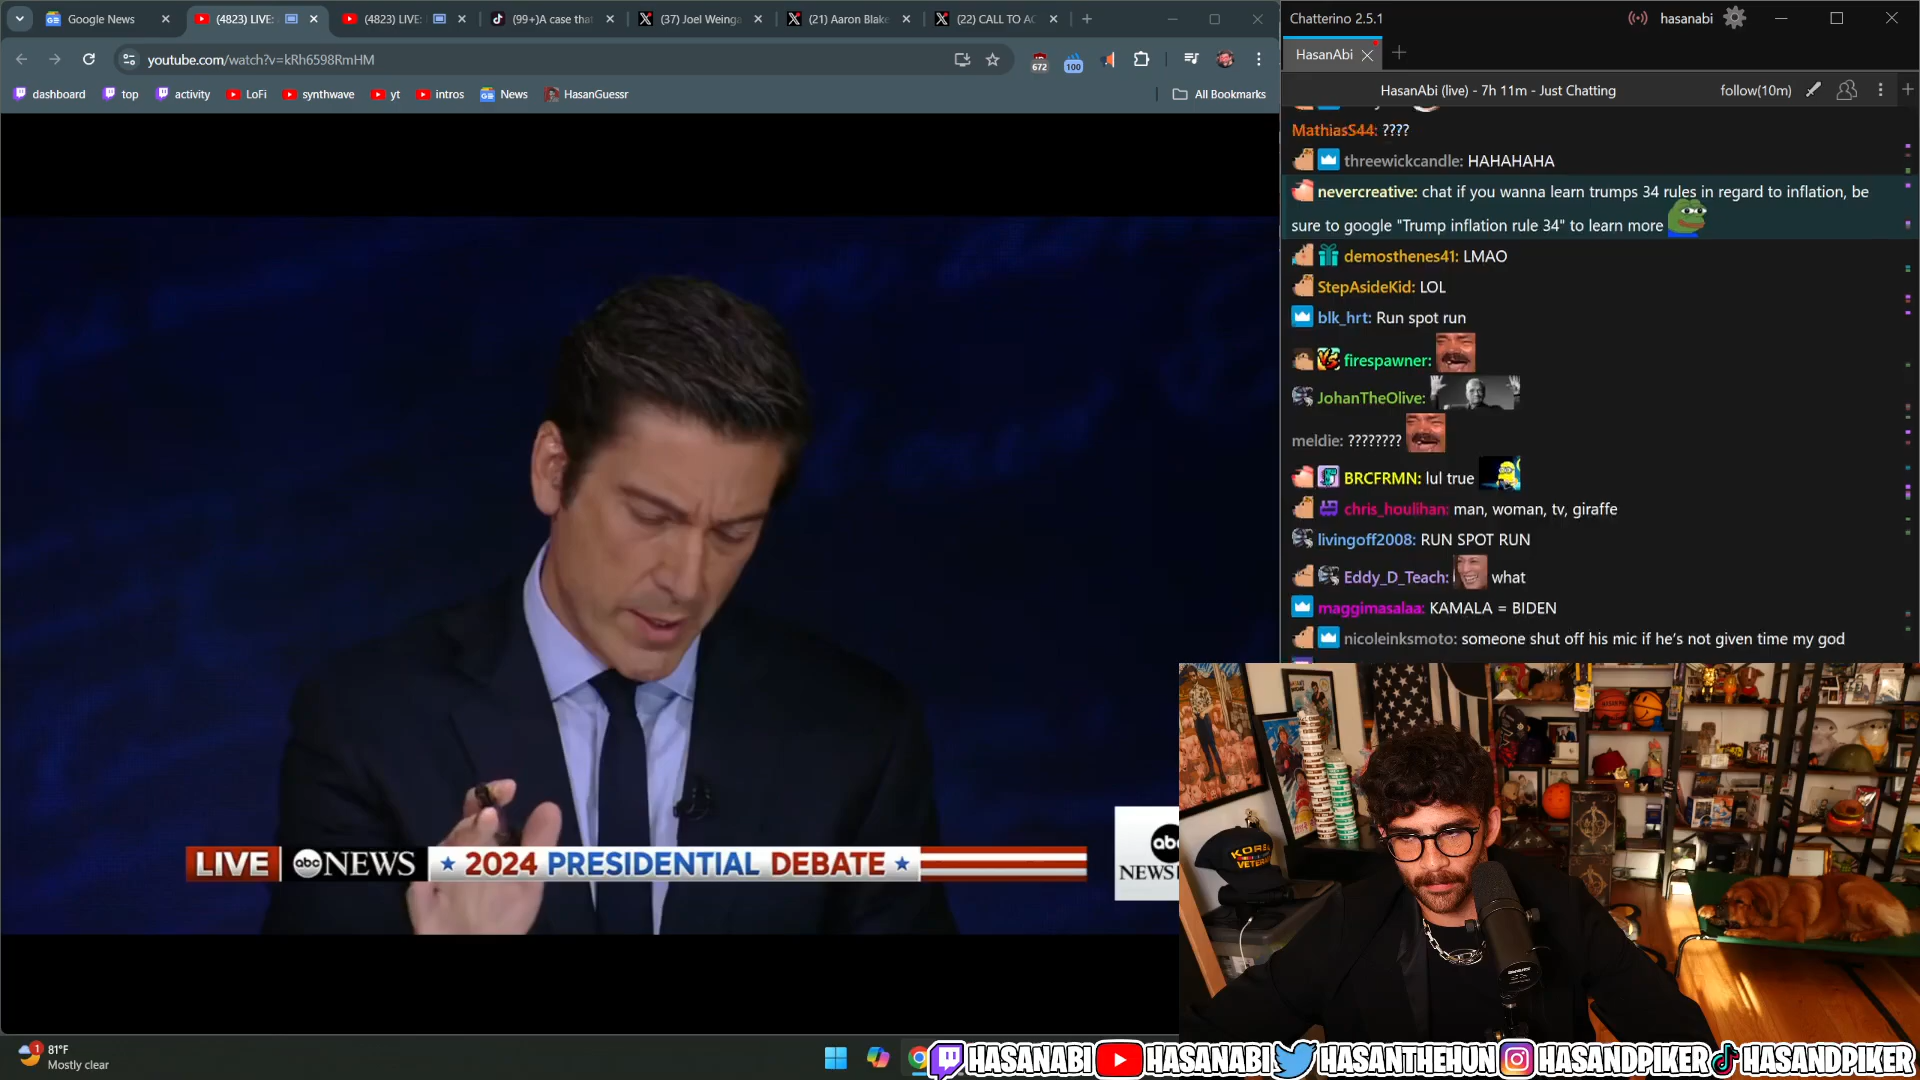 Google News
(4823) LIVE:
(4823) LIVE:
(99+)A case that
(37) Joel Weinga
(21) Aaron Blake
(22) CALL TO AC
youtube.com/watch?v=kRh6598RmHM
672
100
dashboard
top
activity
LoFi
synthwave
yt
intros
News
HasanGuessr
All Bookmarks
LIVE
abc NEWS
2024 PRESIDENTIAL DEBATE
abc
NEWS
81°F
Mostly clear
1
Chatterino 2.5.1
hasanabi
HasanAbi
HasanAbi (live) - 7h 11m - Just Chatting
follow(10m)
MathiasS44: ????
threewickcandle: HAHAHAHA
nevercreative: chat if you wanna learn trumps 34 rules in regard to inflation, be
sure to google "Trump inflation rule 34" to learn more
demosthenes41: LMAO
StepAsideKid: LOL
blk_hrt: Run spot run
firespawner:
JohanTheOlive:
meldie: ????????
BRCFRMN: lul true
chris_houlihan: man, woman, tv, giraffe
livingoff2008: RUN SPOT RUN
Eddy_D_Teach: what
maggimasalaa: KAMALA = BIDEN
nicoleinksmoto: someone shut off his mic if he's not given time my god
KOREA
VETERAN
HASANABI
HASANABI
HASANTHEHUN
HASANDPIKER
HASANDPIKER